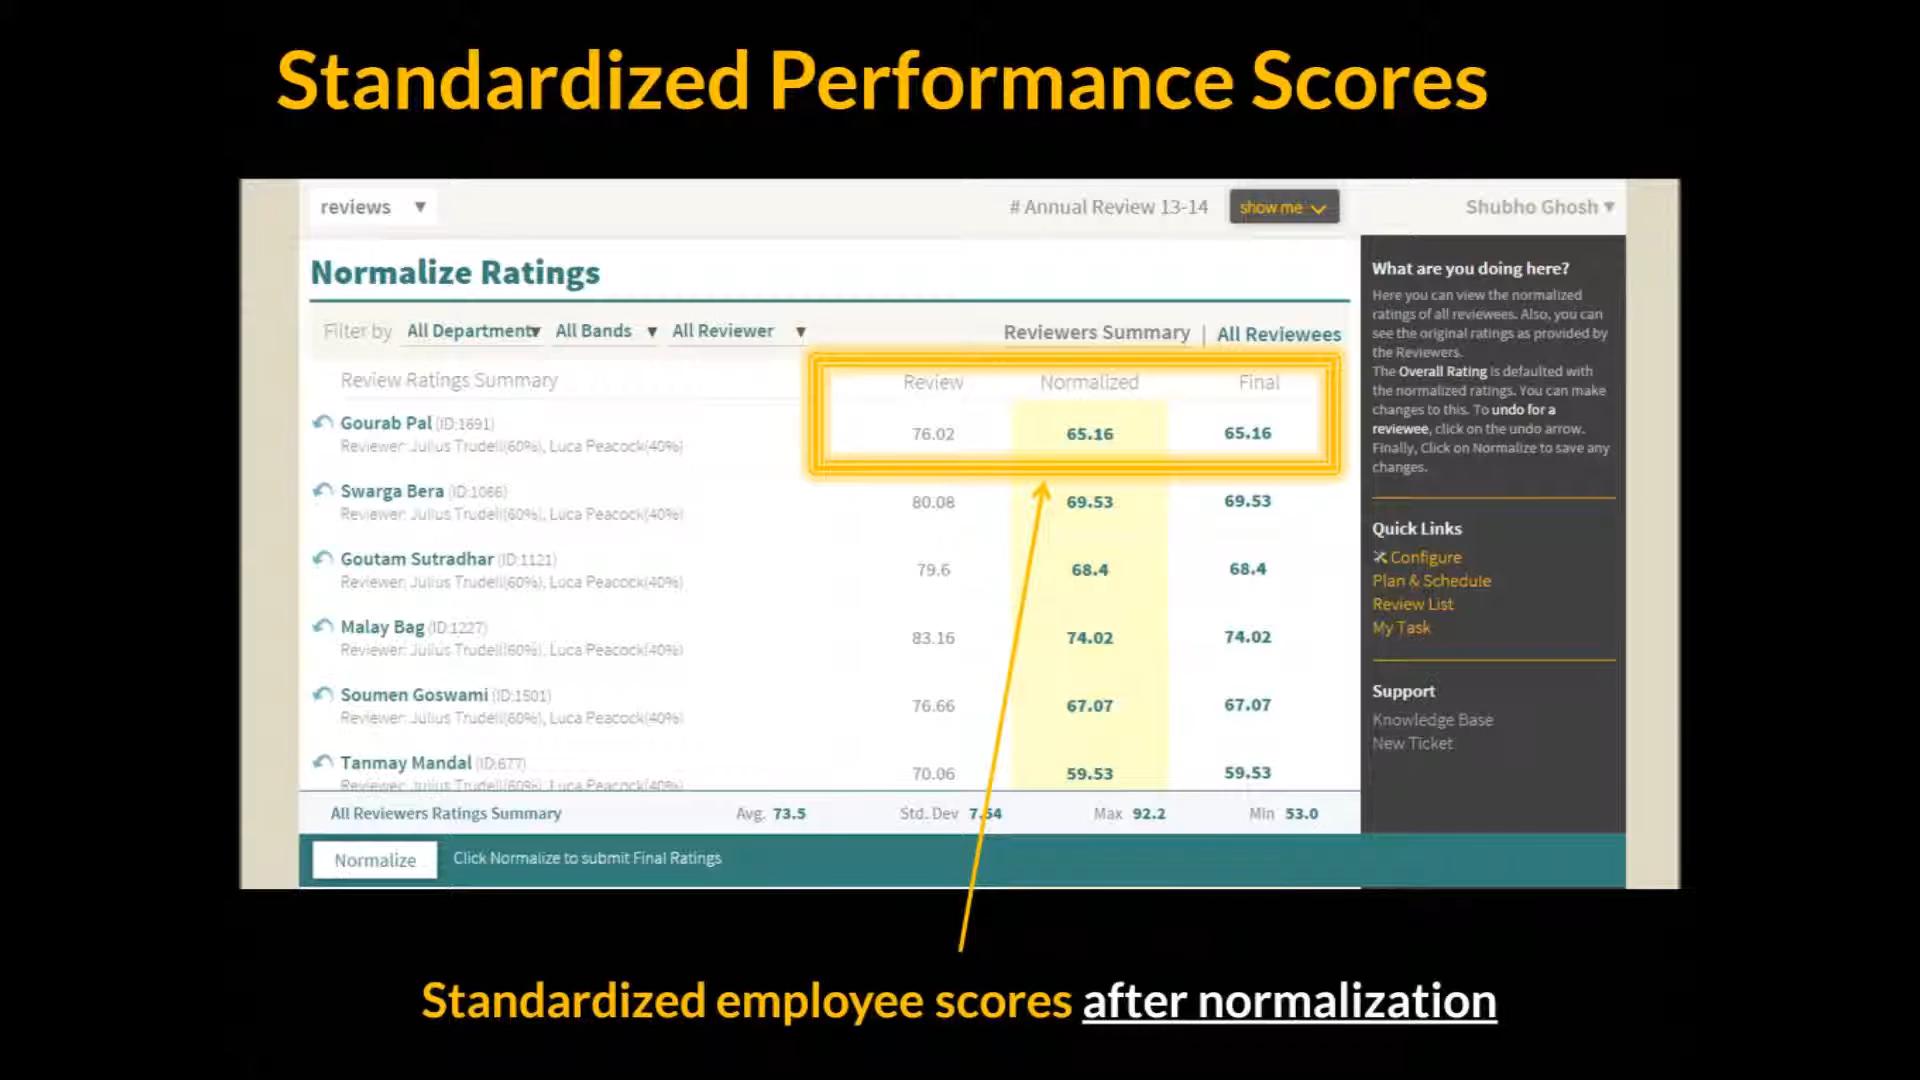 Standardized Performance Scores
reviews
# Annual Review 13-14
show me
Shubho Ghosh
Normalize Ratings
Filter by All Department All Bands All Reviewer
Reviewers Summary | All Reviewees
Review Ratings Summary Review Normalized Final
Gourab Pal (ID:1691)
Reviewer: Julius Trudell(60%), Luca Peacock(40%)
76.02 65.16 65.16
Swarga Bera (ID:1066)
Reviewer: Julius Trudell(60%), Luca Peacock(40%)
80.08 69.53 69.53
Goutam Sutradhar (ID:1121)
Reviewer: Julius Trudell(60%), Luca Peacock(40%)
79.6 68.4 68.4
Malay Bag (ID:1227)
Reviewer: Julius Trudell(60%), Luca Peacock(40%)
83.16 74.02 74.02
Soumen Goswami (ID:1501)
Reviewer: Julius Trudell(60%), Luca Peacock(40%)
76.66 67.07 67.07
Tanmay Mandal (ID:677)
Reviewer: Julius Trudell(60%), Luca Peacock(40%)
70.06 59.53 59.53
All Reviewers Ratings Summary Avg. 73.5 Std. Dev 7.54 Max 92.2 Min 53.0
Normalize Click Normalize to submit Final Ratings
What are you doing here?
Here you can view the normalized
ratings of all reviewees. Also, you can
see the original ratings as provided by
the Reviewers.
The Overall Rating is defaulted with
the normalized ratings. You can make
changes to this. To undo for a
reviewee, click on the undo arrow.
Finally, Click on Normalize to save any
changes.
Quick Links
Configure
Plan & Schedule
Review List
My Task
Support
Knowledge Base
New Ticket
Standardized employee scores after normalization